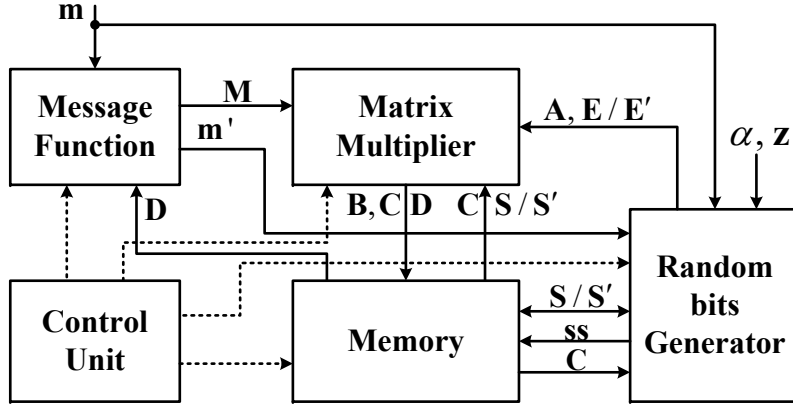 m
Message
Function
M
m'
Matrix
Multiplier
A, E / E′
α, z
D
B, C D
C S / S′
Random
bits
Generator
Control
Unit
Memory
S / S′
ss
C